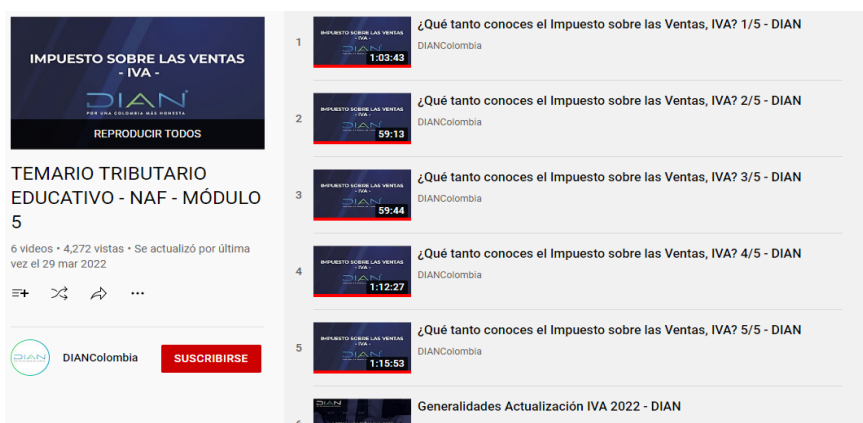 IMPUESTO SOBRE LAS VENTAS
- IVA -
DIAN
POR UNA COLOMBIA MÁS HONESTA
REPRODUCIR TODOS
TEMARIO TRIBUTARIO
EDUCATIVO - NAF - MÓDULO
5
6 videos • 4,272 vistas • Se actualizó por última
vez el 29 mar 2022
DIAN
DIANColombia
SUSCRIBIRSE
1
IMPUESTO SOBRE LAS VENTAS
- IVA -
DIAN
1:03:43
¿Qué tanto conoces el Impuesto sobre las Ventas, IVA? 1/5 - DIAN
DIANColombia
2
IMPUESTO SOBRE LAS VENTAS
- IVA -
DIAN
59:13
¿Qué tanto conoces el Impuesto sobre las Ventas, IVA? 2/5 - DIAN
DIANColombia
3
IMPUESTO SOBRE LAS VENTAS
- IVA -
DIAN
59:44
¿Qué tanto conoces el Impuesto sobre las Ventas, IVA? 3/5 - DIAN
DIANColombia
4
IMPUESTO SOBRE LAS VENTAS
- IVA -
DIAN
1:12:27
¿Qué tanto conoces el Impuesto sobre las Ventas, IVA? 4/5 - DIAN
DIANColombia
5
IMPUESTO SOBRE LAS VENTAS
- IVA -
DIAN
1:15:53
¿Qué tanto conoces el Impuesto sobre las Ventas, IVA? 5/5 - DIAN
DIANColombia
DIAN
Generalidades Actualización IVA 2022 - DIAN